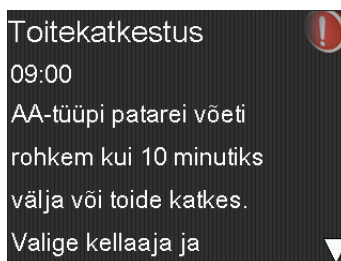 Toitekatkestus
09:00
AA-tüüpi patarei võeti
rohkem kui 10 minutiks
välja või toide katkes.
Valige kellaaja ja